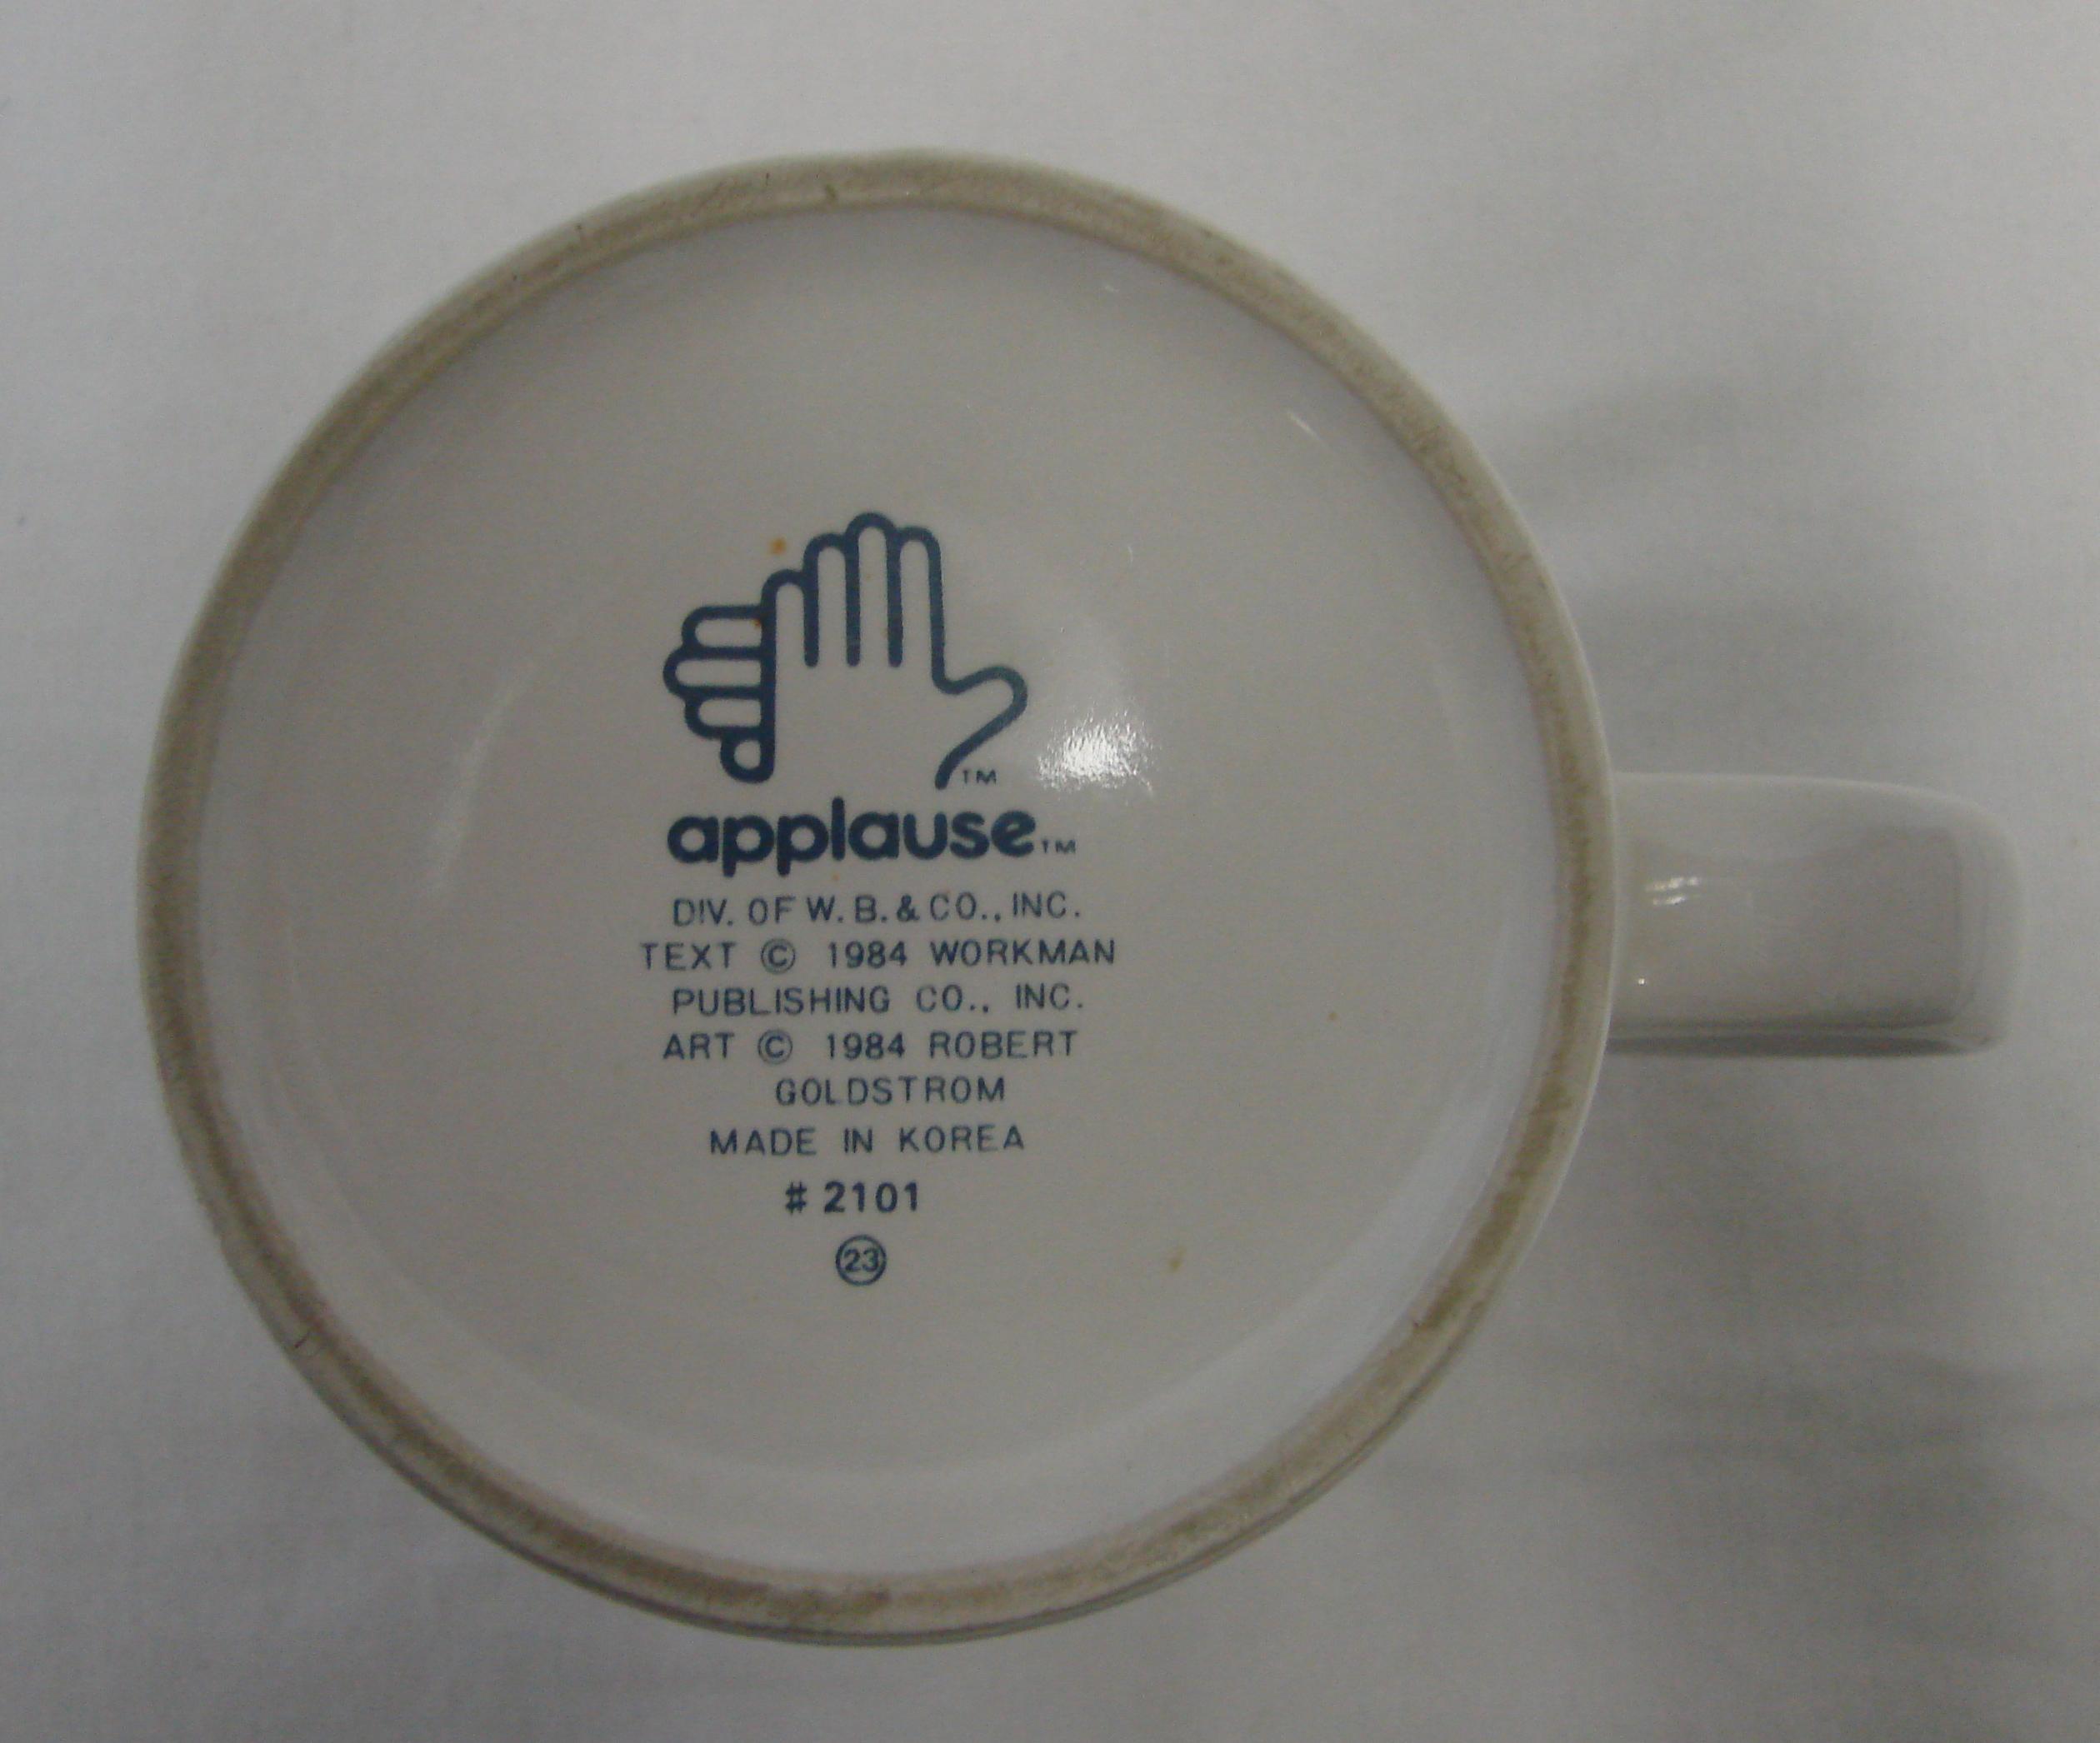 TM
applause TM
DIV. OF W. B. & CO., INC.
TEXT © 1984 WORKMAN
PUBLISHING CO., INC.
ART © 1984 ROBERT
GOLDSTROM
MADE IN KOREA
# 2101
23